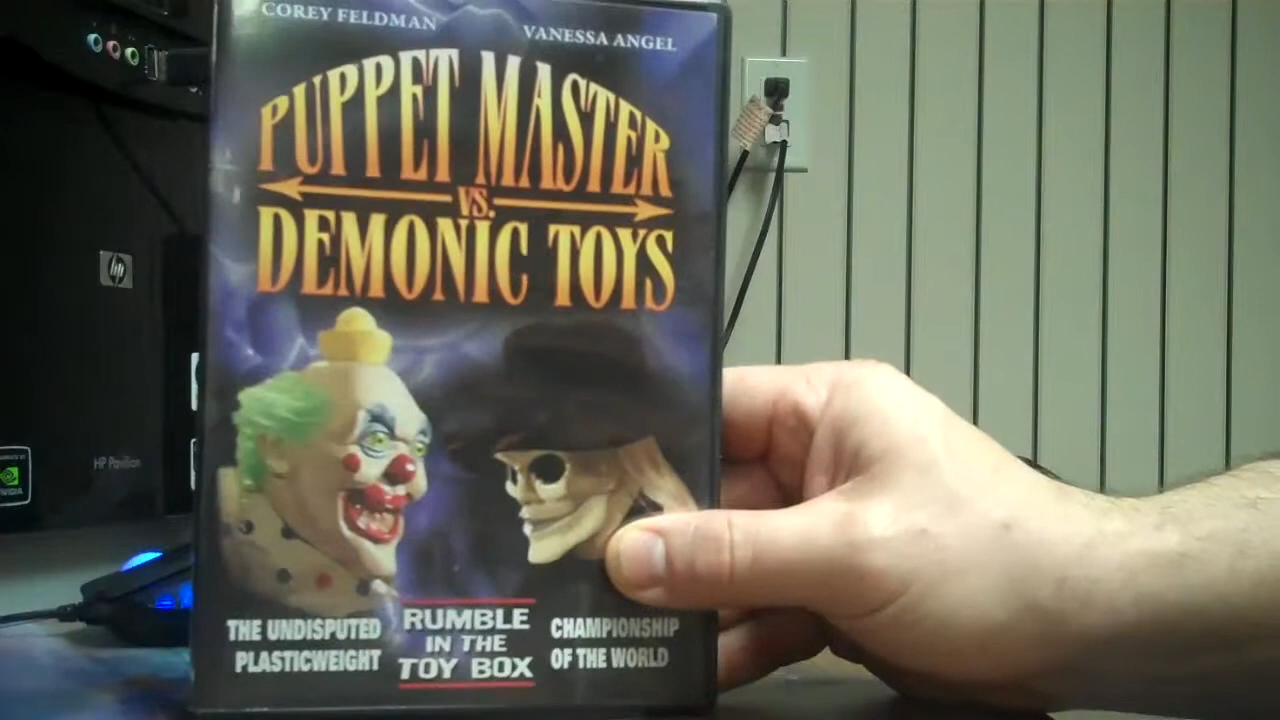 COREY FELDMAN
VANESSA ANGEL
PUPPET MASTER
VS.
DEMONIC TOYS
THE UNDISPUTED
PLASTICWEIGHT
RUMBLE
IN THE
TOY BOX
CHAMPIONSHIP
OF THE WORLD
hp
HP Pavilion
NVIDIA